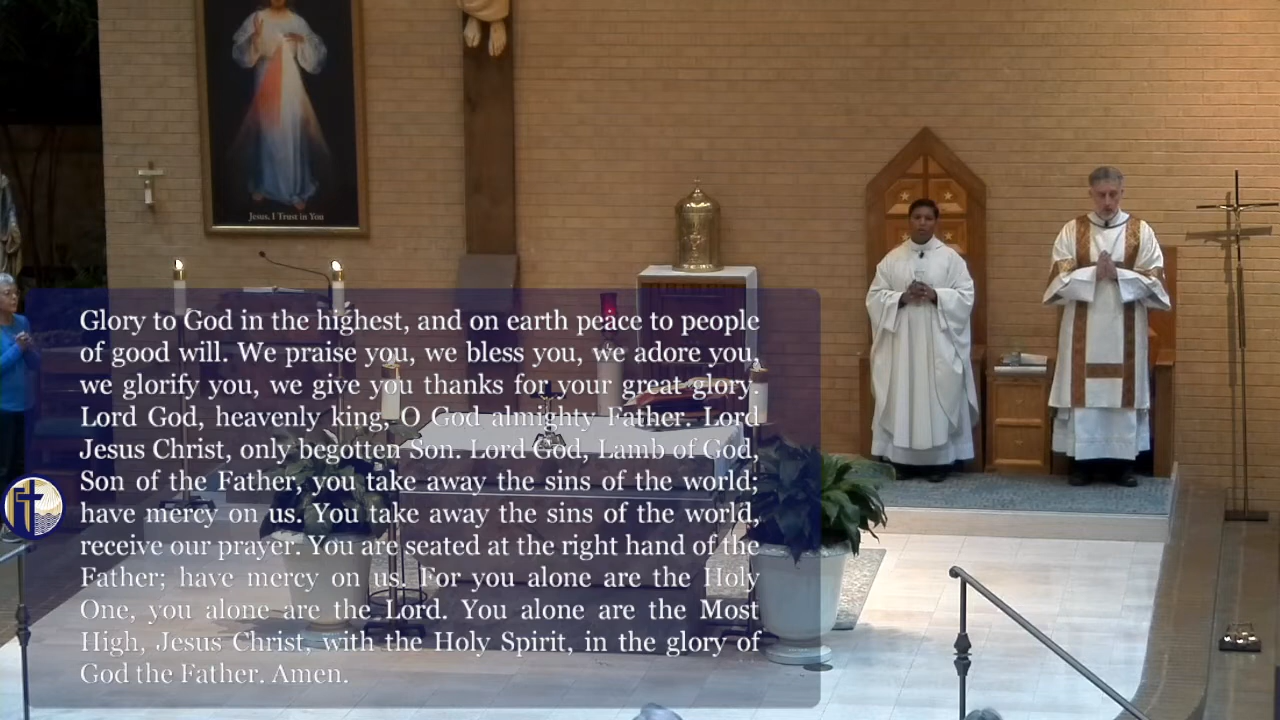 Jesus, I Trust in You
Glory to God in the highest, and on earth peace to people
of good will. We praise you, we bless you, we adore you,
we glorify you, we give you thanks for your great glory.
Lord God, heavenly king, O God almighty Father. Lord
Jesus Christ, only begotten Son. Lord God, Lamb of God,
Son of the Father, you take away the sins of the world;
have mercy on us. You take away the sins of the world,
receive our prayer. You are seated at the right hand of the
Father; have mercy on us. For you alone are the Holy
One, you alone are the Lord. You alone are the Most
High, Jesus Christ, with the Holy Spirit, in the glory of
God the Father. Amen.